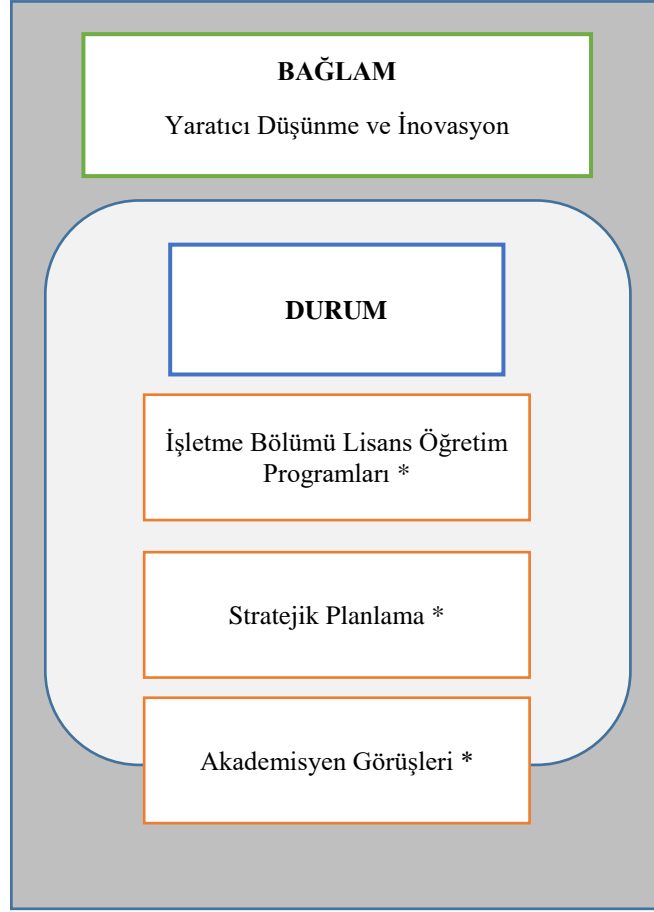 BAĞLAM
Yaratıcı Düşünme ve İnovasyon
DURUM
İşletme Bölümü Lisans Öğretim
Programları *
Stratejik Planlama *
Akademisyen Görüşleri *